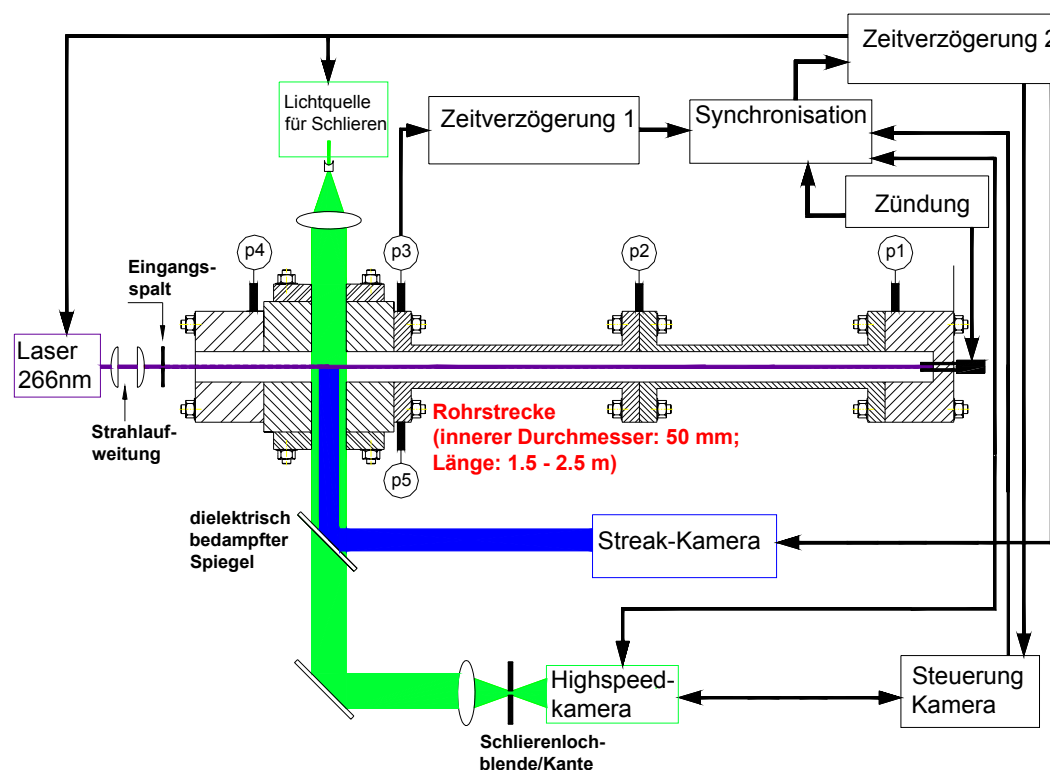 Zeitverzögerung 2
Lichtquelle
für Schlieren
Zeitverzögerung 1
Synchronisation
Zündung
p4
p3
p2
p1
Eingangs-
spalt
Laser
266nm
Strahlauf-
weitung
Rohrstrecke
(innerer Durchmesser: 50 mm;
Länge: 1.5 - 2.5 m)
p5
dielektrisch
bedampfter
Spiegel
Streak-Kamera
Highspeed-
kamera
Steuerung
Kamera
Schlierenloch-
blende/Kante